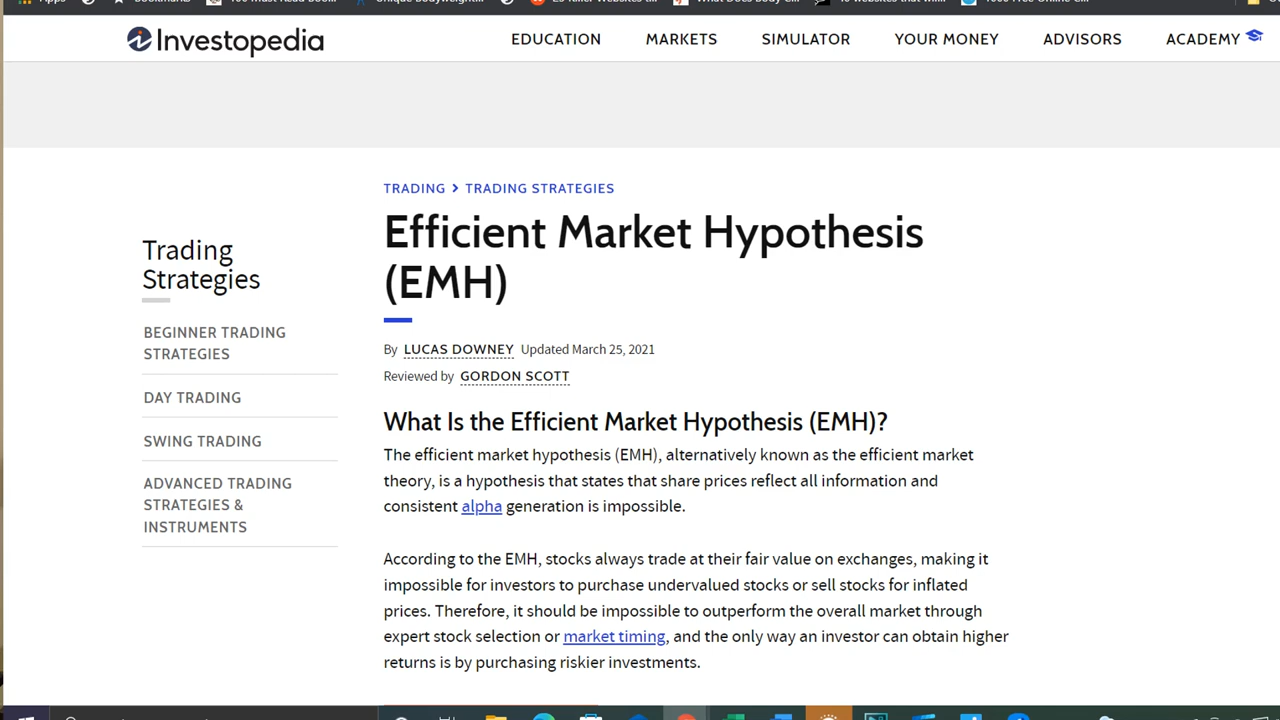 Apps
Bookmarks
Investopedia
EDUCATION MARKETS SIMULATOR YOUR MONEY ADVISORS ACADEMY
TRADING > TRADING STRATEGIES
Efficient Market Hypothesis
(EMH)
By LUCAS DOWNEY Updated March 25, 2021
Reviewed by GORDON SCOTT
Trading
Strategies
BEGINNER TRADING
STRATEGIES
DAY TRADING
SWING TRADING
ADVANCED TRADING
STRATEGIES &
INSTRUMENTS
What Is the Efficient Market Hypothesis (EMH)?
The efficient market hypothesis (EMH), alternatively known as the efficient market
theory, is a hypothesis that states that share prices reflect all information and
consistent alpha generation is impossible.
According to the EMH, stocks always trade at their fair value on exchanges, making it
impossible for investors to purchase undervalued stocks or sell stocks for inflated
prices. Therefore, it should be impossible to outperform the overall market through
expert stock selection or market timing, and the only way an investor can obtain higher
returns is by purchasing riskier investments.